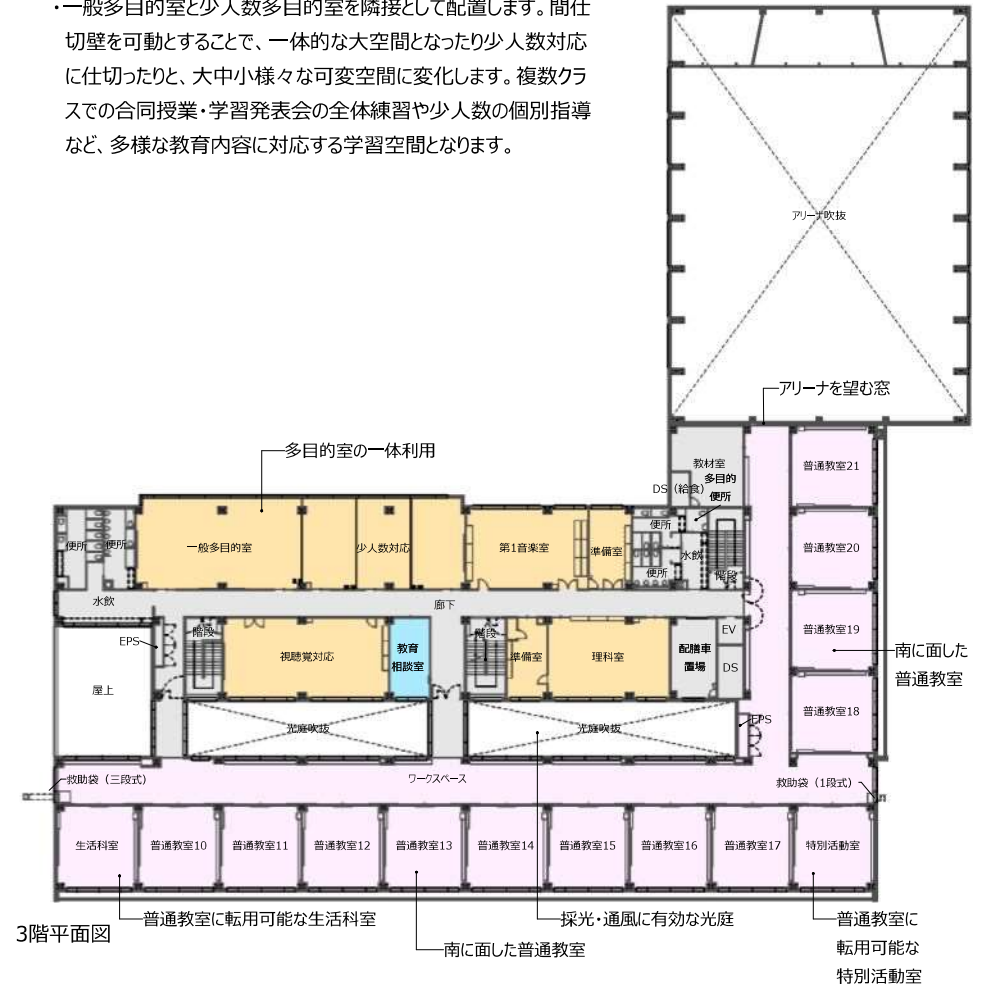 ・一般多目的室と少人数多目的室を隣接として配置します。間仕
切壁を可動とすることで、一体的な大空間となったり少人数対応
に仕切ったりと、大中小様々な可変空間に変化します。複数クラ
スでの合同授業・学習発表会の全体練習や少人数の個別指導
など、多様な教育内容に対応する学習空間となります。
アリーナ吹抜
アリーナを望む窓
多目的室の一体利用
教材室
普通教室21
DS（給食）
多目的
便所
便所
便所
一般多目的室
少人数対応
第1音楽室
準備室
便所
水飲
便所
階段
普通教室20
水飲
廊下
EPS
階段
視聴覚対応
教育
相談室
階段
準備室
理科室
配膳車
置場
EV
DS
普通教室19
南に面した
普通教室
屋上
光庭吹抜
光庭吹抜
EPS
普通教室18
救助袋（三段式）
ワークスペース
救助袋（1段式）
生活科室
普通教室10
普通教室11
普通教室12
普通教室13
普通教室14
普通教室15
普通教室16
普通教室17
特別活動室
普通教室に転用可能な生活科室
採光・通風に有効な光庭
普通教室に
転用可能な
特別活動室
3階平面図
南に面した普通教室